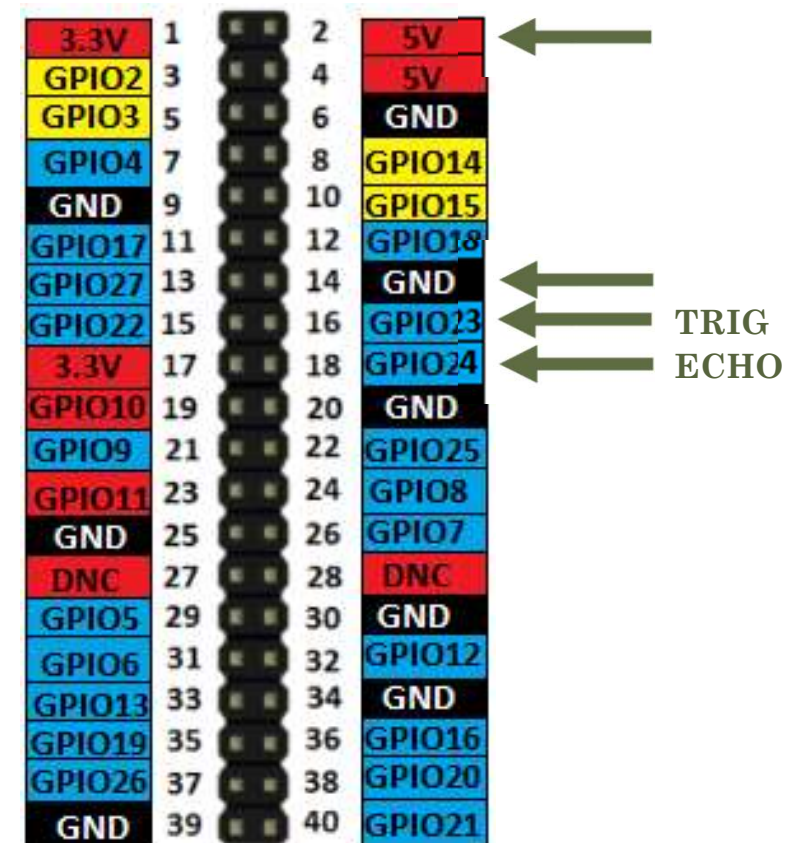 3.3V 1 2 5V
GPIO2 3 4 5V
GPIO3 5 6 GND
GPIO4 7 8 GPIO14
GND 9 10 GPIO15
GPIO17 11 12 GPIO18
GPIO27 13 14 GND
GPIO22 15 16 GPIO23 TRIG
3.3V 17 18 GPIO24 ECHO
GPIO10 19 20 GND
GPIO9 21 22 GPIO25
GPIO11 23 24 GPIO8
GND 25 26 GPIO7
DNC 27 28 DNC
GPIO5 29 30 GND
GPIO6 31 32 GPIO12
GPIO13 33 34 GND
GPIO19 35 36 GPIO16
GPIO26 37 38 GPIO20
GND 39 40 GPIO21